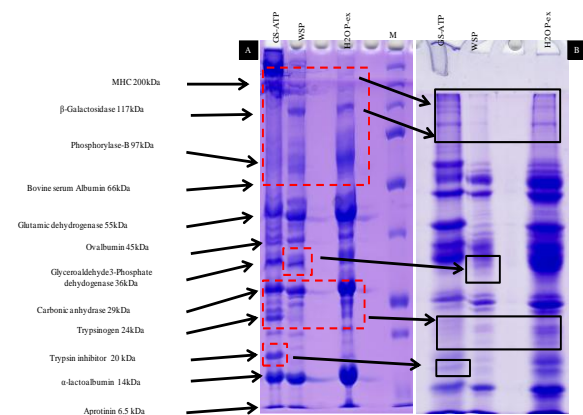 GS-ATP
WSP
H2O P-ex
M
GS-ATP
WSP
H2O P-ex
A
B
MHC 200kDa
β-Galactosidase 117kDa
Phosphorylase-B 97kDa
Bovine serum Albumin 66kDa
Glutamic dehydrogenase 55kDa
Ovalbumin 45kDa
Glyceroaldehyde3-Phosphate
dehydogenase 36kDa
Carbonic anhydrase 29kDa
Trypsinogen 24kDa
Trypsin inhibitor 20 kDa
α-lactoalbumin 14kDa
Aprotinin 6.5 kDa